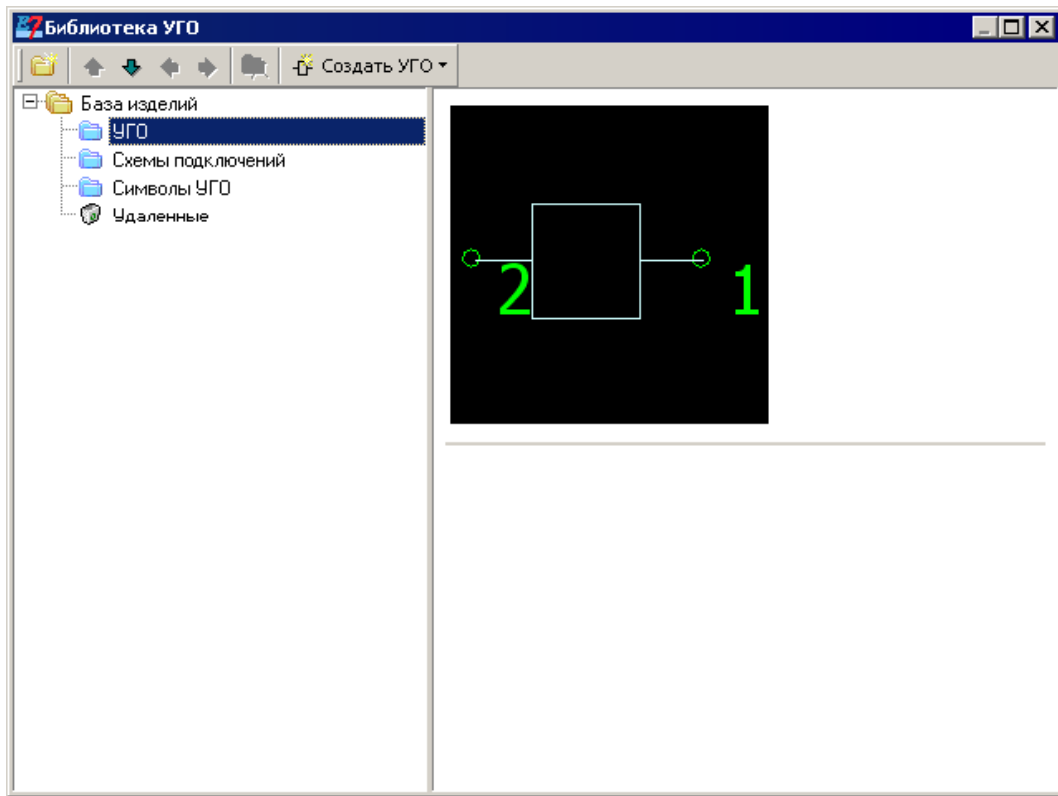 Библиотека УГО
Создать УГО
База изделий
УГО
Схемы подключений
Символы УГО
Удаленные
2
1